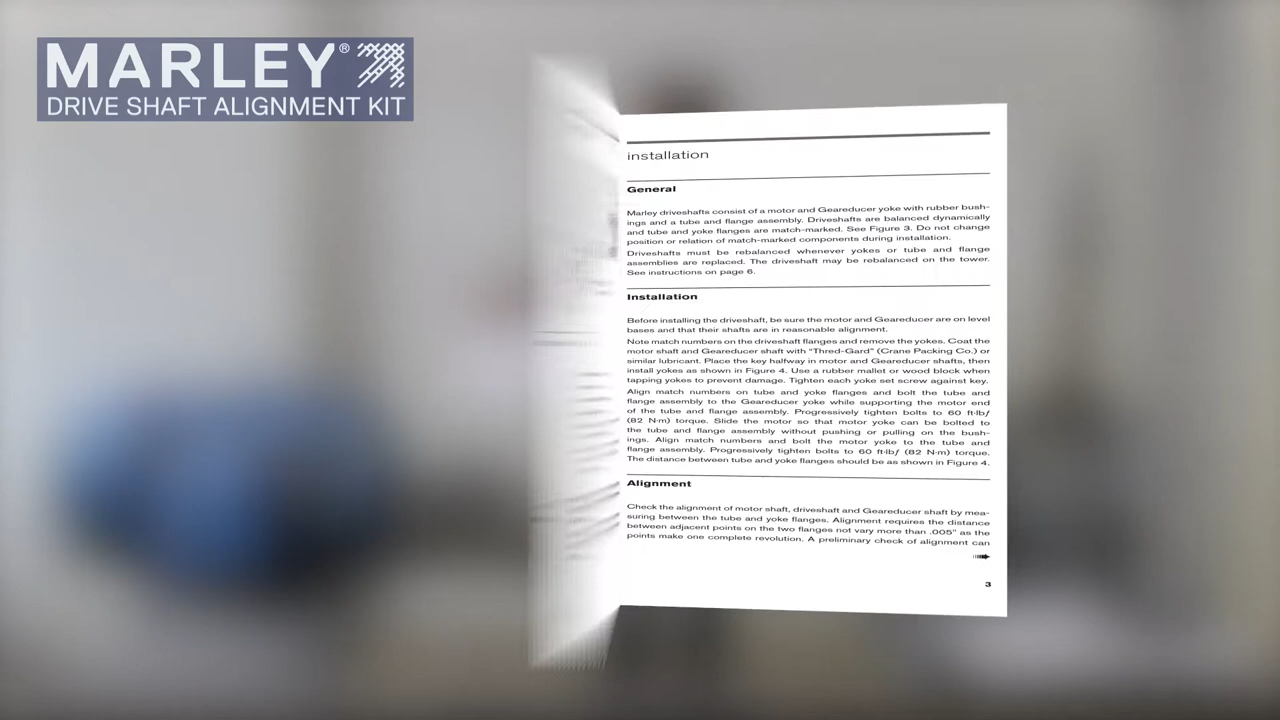 MARLEY®
DRIVE SHAFT ALIGNMENT KIT
installation
General
Marley driveshafts consist of a motor and Geareducer yoke with rubber bush-
ings and a tube and flange assembly. Driveshafts are balanced dynamically
and tube and yoke flanges are match-marked. See Figure 3. Do not change
position or relation of match-marked components during installation.
Driveshafts must be rebalanced whenever yokes or tube and flange
assemblies are replaced. The driveshaft may be rebalanced on the tower.
See instructions on page 6.
Installation
Before installing the driveshaft, be sure the motor and Geareducer are on level
bases and that their shafts are in reasonable alignment.
Note match numbers on the driveshaft flanges and remove the yokes. Coat the
motor shaft and Geareducer shaft with “Thred-Gard” (Crane Packing Co.) or
similar lubricant. Place the key halfway in motor and Geareducer shafts, then
install yokes as shown in Figure 4. Use a rubber mallet or wood block when
tapping yokes to prevent damage. Tighten each yoke set screw against key.
Align match numbers on tube and yoke flanges and bolt the tube and
flange assembly to the Geareducer yoke while supporting the motor end
of the tube and flange assembly. Progressively tighten bolts to 60 ft·lbƒ
(82 N·m) torque. Slide the motor so that motor yoke can be bolted to
the tube and flange assembly without pushing or pulling on the bush-
ings. Align match numbers and bolt the motor yoke to the tube and
flange assembly. Progressively tighten bolts to 60 ft·lbƒ (82 N·m) torque.
The distance between tube and yoke flanges should be as shown in Figure 4.
Alignment
Check the alignment of motor shaft, driveshaft and Geareducer shaft by mea-
suring between the tube and yoke flanges. Alignment requires the distance
between adjacent points on the two flanges not vary more than .005" as the
points make one complete revolution. A preliminary check of alignment can
3